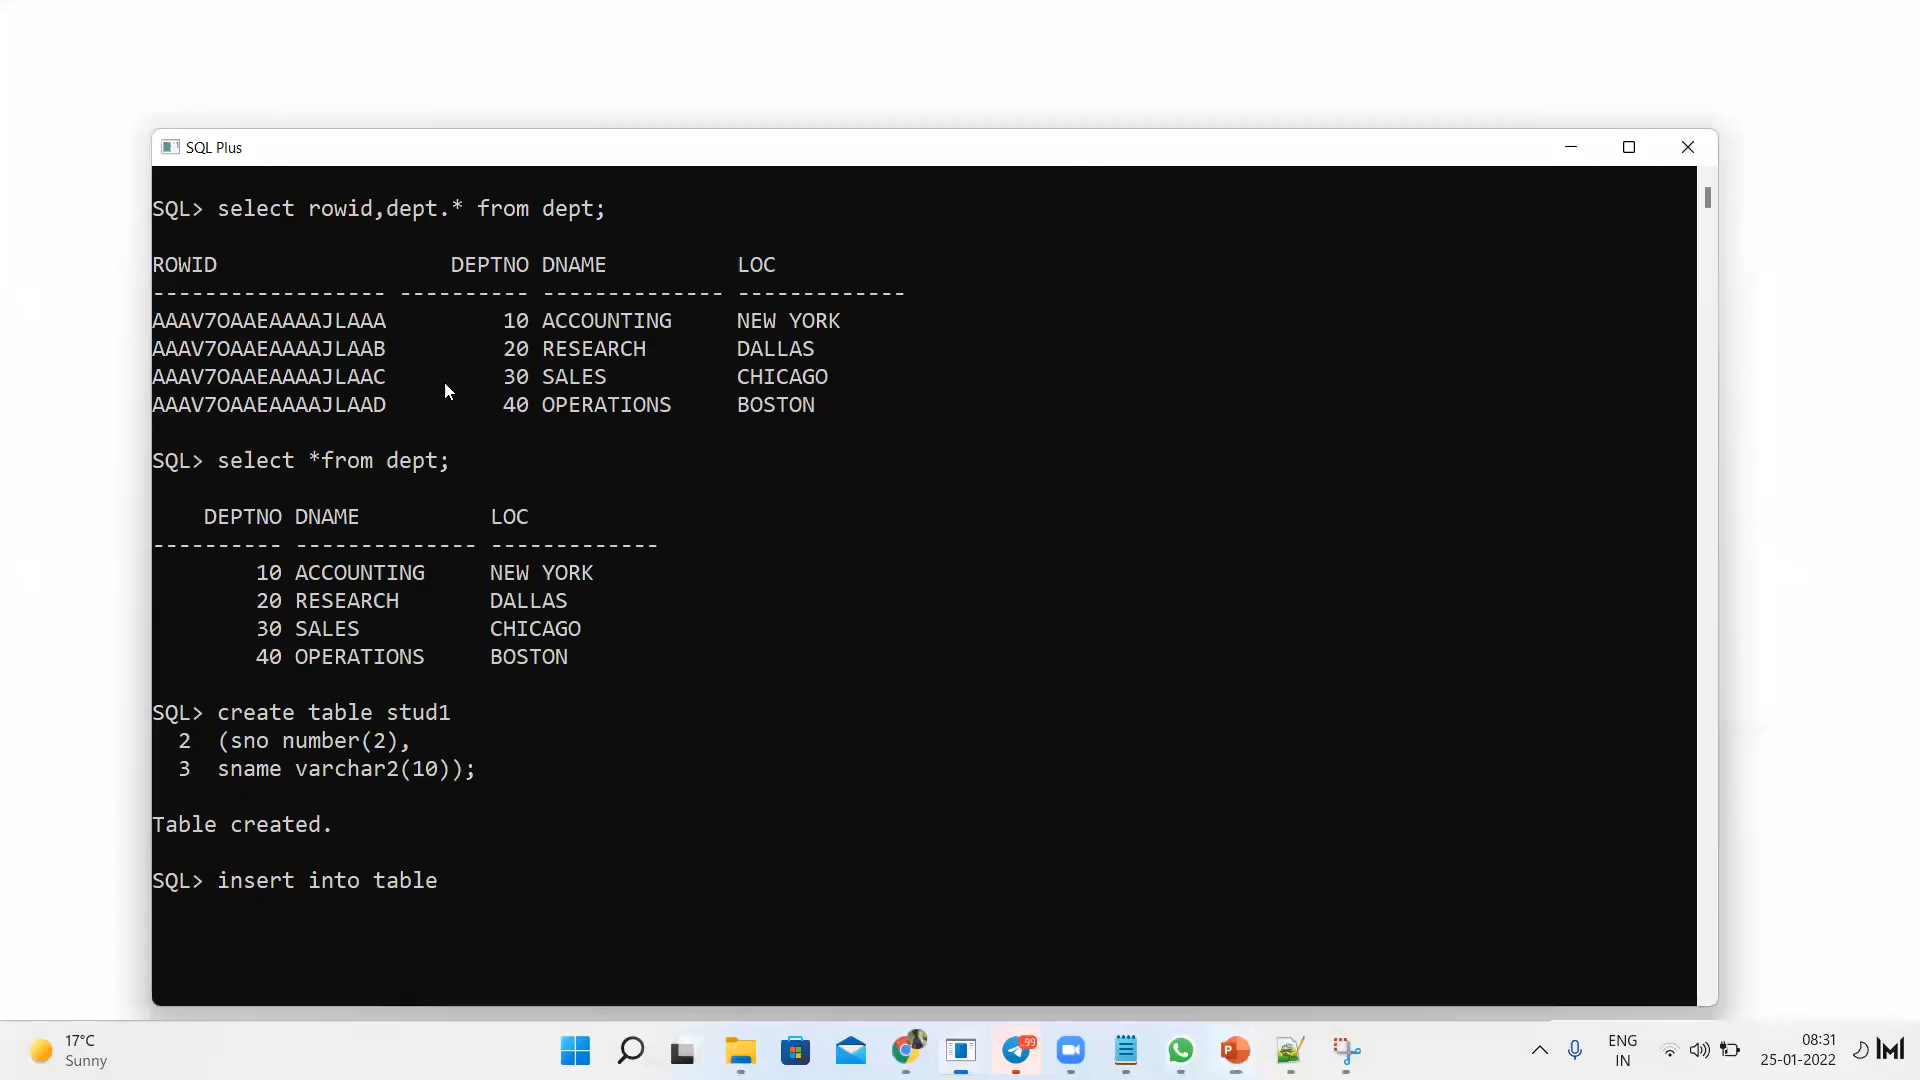 SQL Plus
SQL> select rowid,dept.* from dept;
ROWID DEPTNO DNAME LOC
------------------ ---------- -------------- -------------
AAAV7OAAEAAAAJLAAA 10 ACCOUNTING NEW YORK
AAAV7OAAEAAAAJLAAB 20 RESEARCH DALLAS
AAAV7OAAEAAAAJLAAC 30 SALES CHICAGO
AAAV7OAAEAAAAJLAAD 40 OPERATIONS BOSTON
SQL> select *from dept;
DEPTNO DNAME LOC
---------- -------------- -------------
10 ACCOUNTING NEW YORK
20 RESEARCH DALLAS
30 SALES CHICAGO
40 OPERATIONS BOSTON
SQL> create table stud1
2 (sno number(2),
3 sname varchar2(10));
Table created.
SQL> insert into table
17°C
Sunny
99
ENG
IN
08:31
25-01-2022